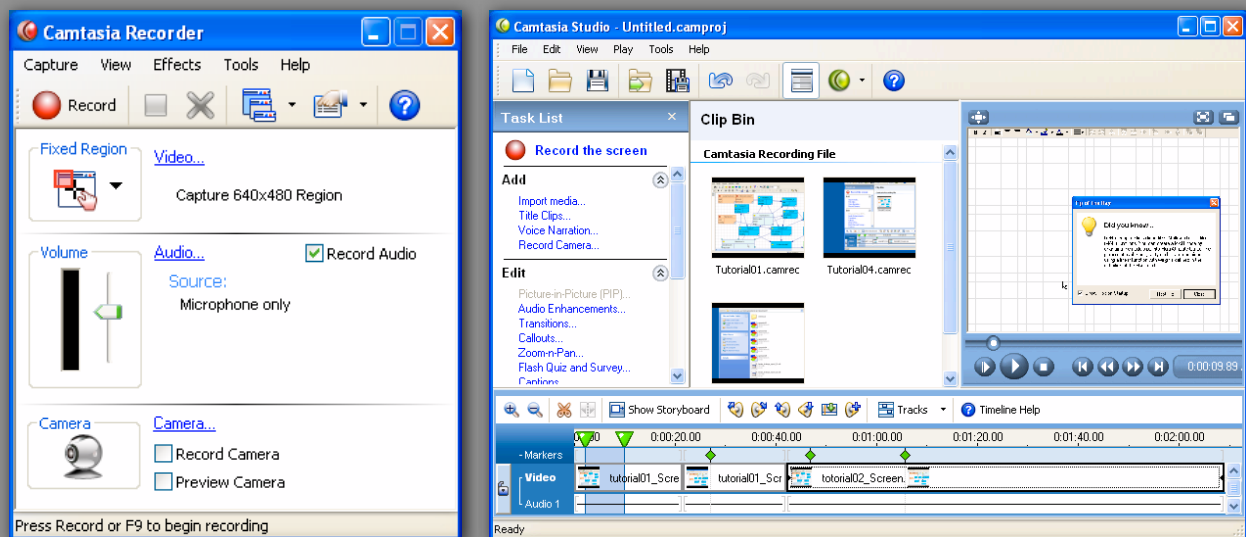 Camtasia Recorder
Capture View Effects Tools Help
Record
Fixed Region
Video...
Capture 640x480 Region
Volume
Audio...
Record Audio
Source:
Microphone only
Camera
Camera...
Record Camera
Preview Camera
Press Record or F9 to begin recording
Camtasia Studio - Untitled.camproj
File Edit View Play Tools Help
Task List
Record the screen
Add
Import media...
Title Clips...
Voice Narration...
Record Camera...
Edit
Picture-in-Picture (PIP)...
Audio Enhancements...
Transitions...
Callouts...
Zoom-n-Pan...
Flash Quiz and Survey...
Captions
Clip Bin
Camtasia Recording File
Tutorial01.camrec
Tutorial04.camrec
Did you know...
0:00:09.89
Show Storyboard
Tracks
Timeline Help
0:00:20.00 0:00:40.00 0:01:00.00 0:01:20.00 0:01:40.00 0:02:00.00
- Markers
Video tutorial01_Scre tutorial01_Scr totorial02_Screen.
Audio 1
Ready